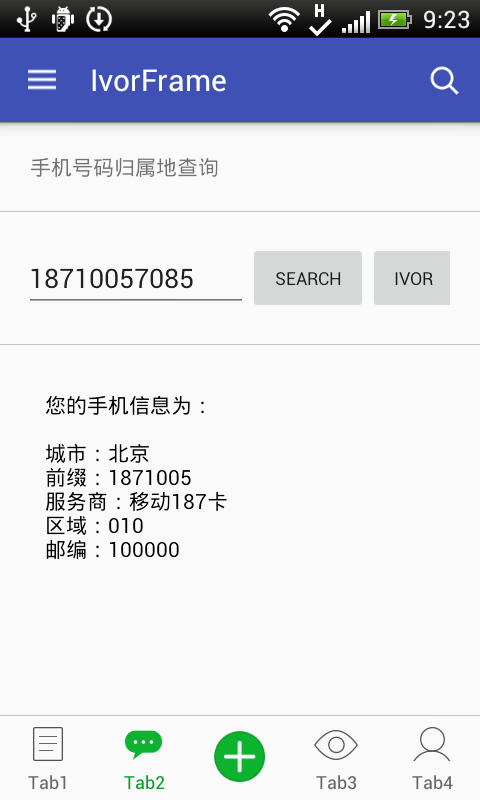 H
9:23
IvorFrame
手机号码归属地查询
18710057085 SEARCH IVOR
您的手机信息为：
城市：北京
前缀：1871005
服务商：移动187卡
区域：010
邮编：100000
Tab1 Tab2 Tab3 Tab4